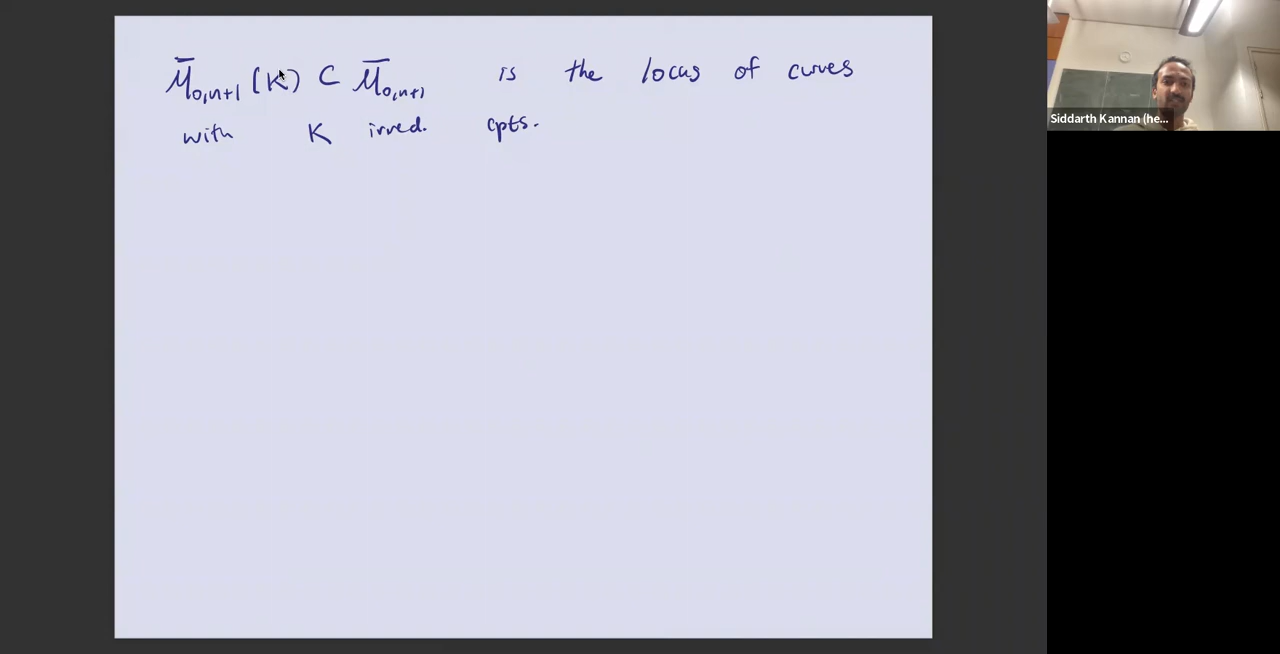 M̄₀,ₙ₊₁(K) ⊂ M̄₀,ₙ₊₁ is the locus of curves
with K irred. cpts.
Siddarth Kannan (he...